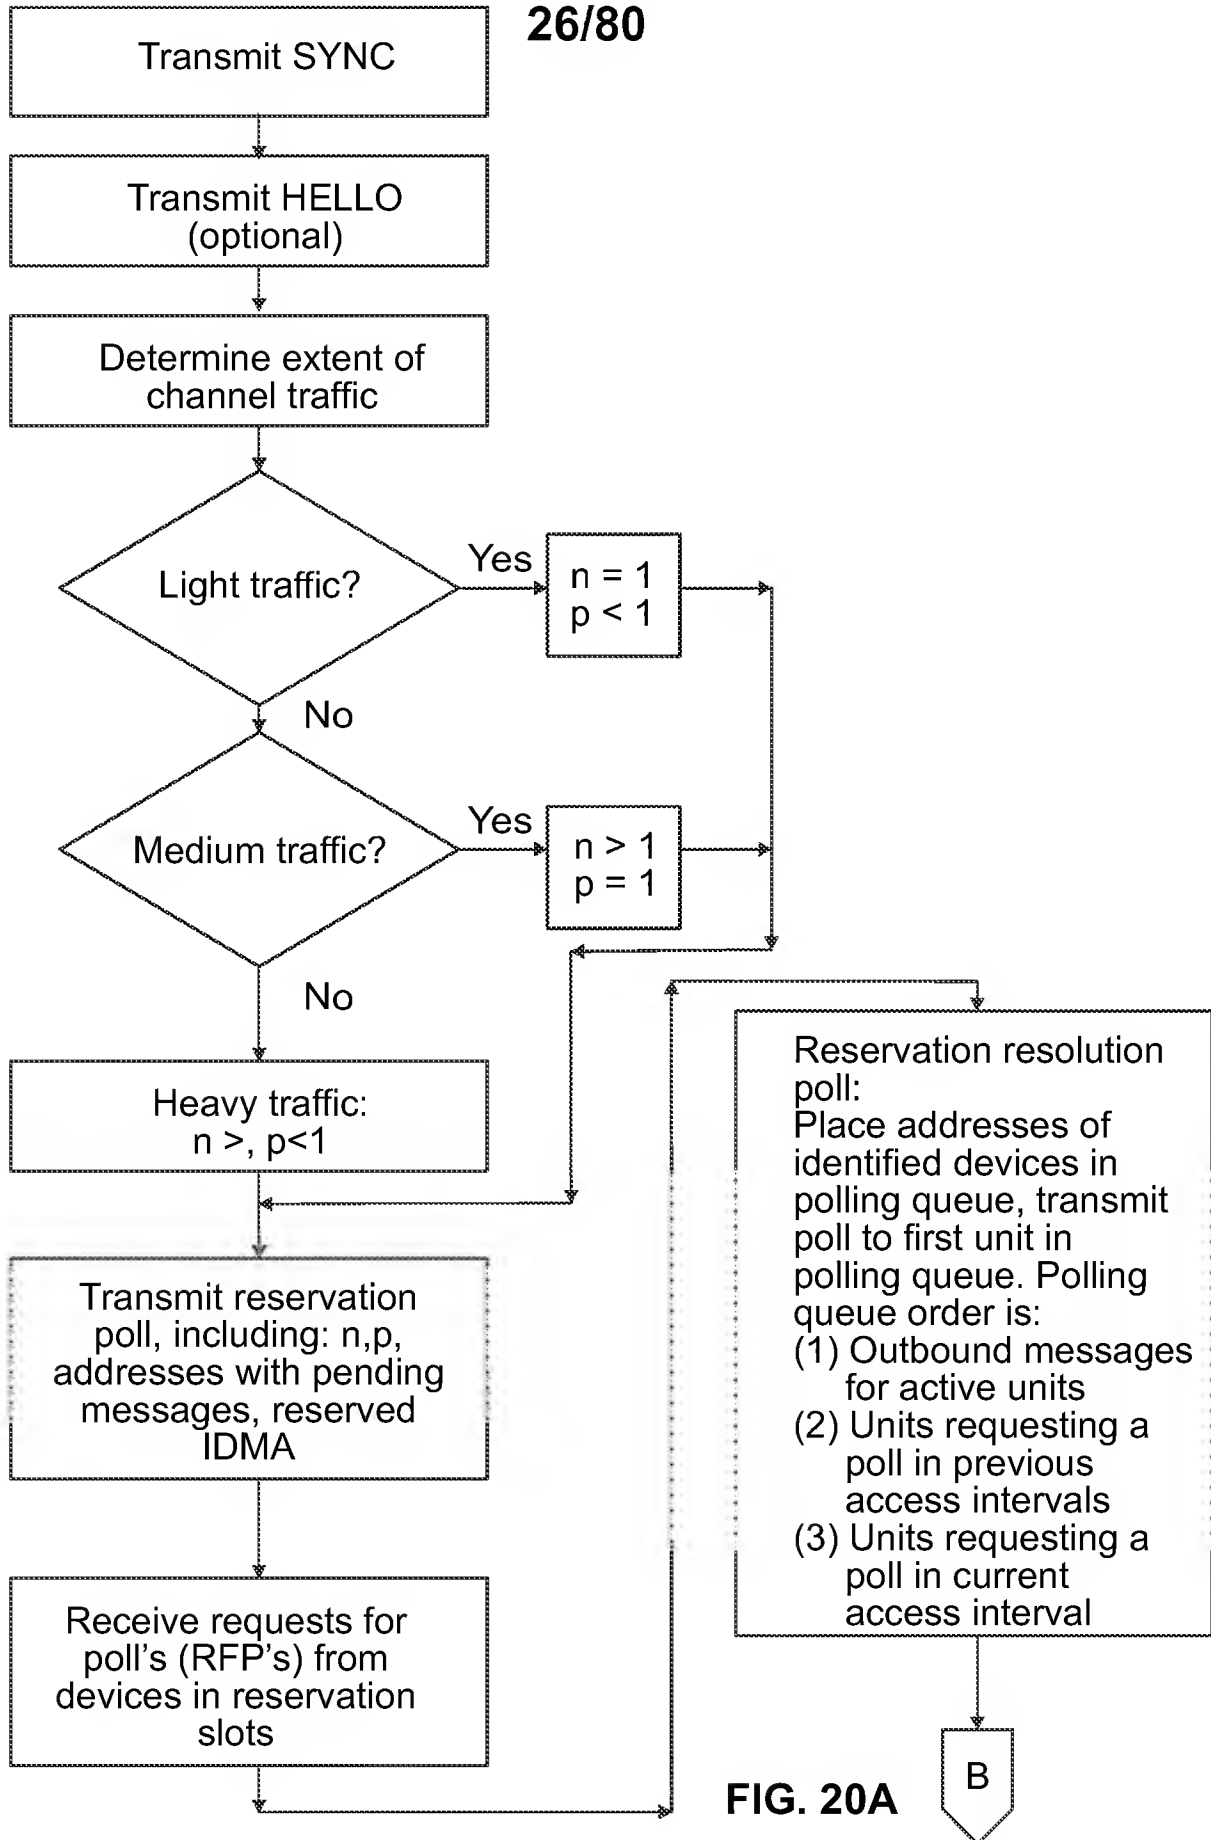 26/80
Transmit SYNC
Transmit HELLO
(optional)
Determine extent of
channel traffic
Light traffic?
Yes
n = 1
p < 1
No
Medium traffic?
Yes
n > 1
p = 1
No
Heavy traffic:
n >, p<1
Transmit reservation
poll, including: n,p,
addresses with pending
messages, reserved
IDMA
Receive requests for
poll's (RFP's) from
devices in reservation
slots
Reservation resolution
poll:
Place addresses of
identified devices in
polling queue, transmit
poll to first unit in
polling queue. Polling
queue order is:
(1) Outbound messages
for active units
(2) Units requesting a
poll in previous
access intervals
(3) Units requesting a
poll in current
access interval
B
FIG. 20A